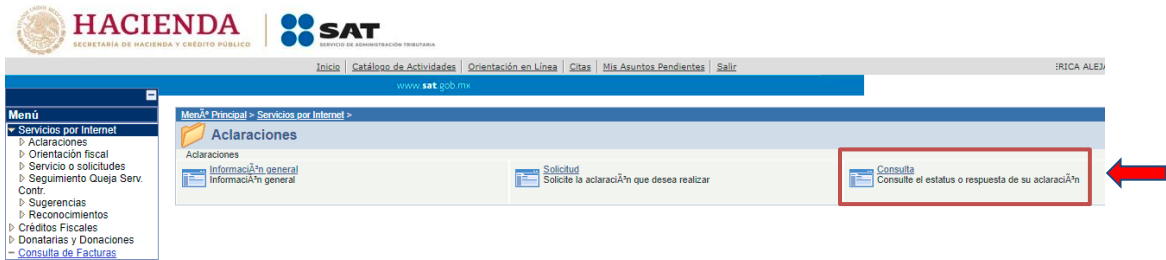 HACIENDA
SECRETARÍA DE HACIENDA Y CRÉDITO PÚBLICO
SAT
SERVICIO DE ADMINISTRACIÓN TRIBUTARIA
Inicio | Catálogo de Actividades | Orientación en Línea | Citas | Mis Asuntos Pendientes | Salir
ERICA ALEJ
www.sat.gob.mx
Menú
Servicios por Internet
Aclaraciones
Orientación fiscal
Servicio o solicitudes
Seguimiento Queja Serv.
Contr.
Sugerencias
Reconocimientos
Créditos Fiscales
Donatarias y Donaciones
Consulta de Facturas
MenÃº Principal > Servicios por Internet >
Aclaraciones
Aclaraciones
InformaciÃ³n general
InformaciÃ³n general
Solicitud
Solicite la aclaraciÃ³n que desea realizar
Consulta
Consulte el estatus o respuesta de su aclaraciÃ³n